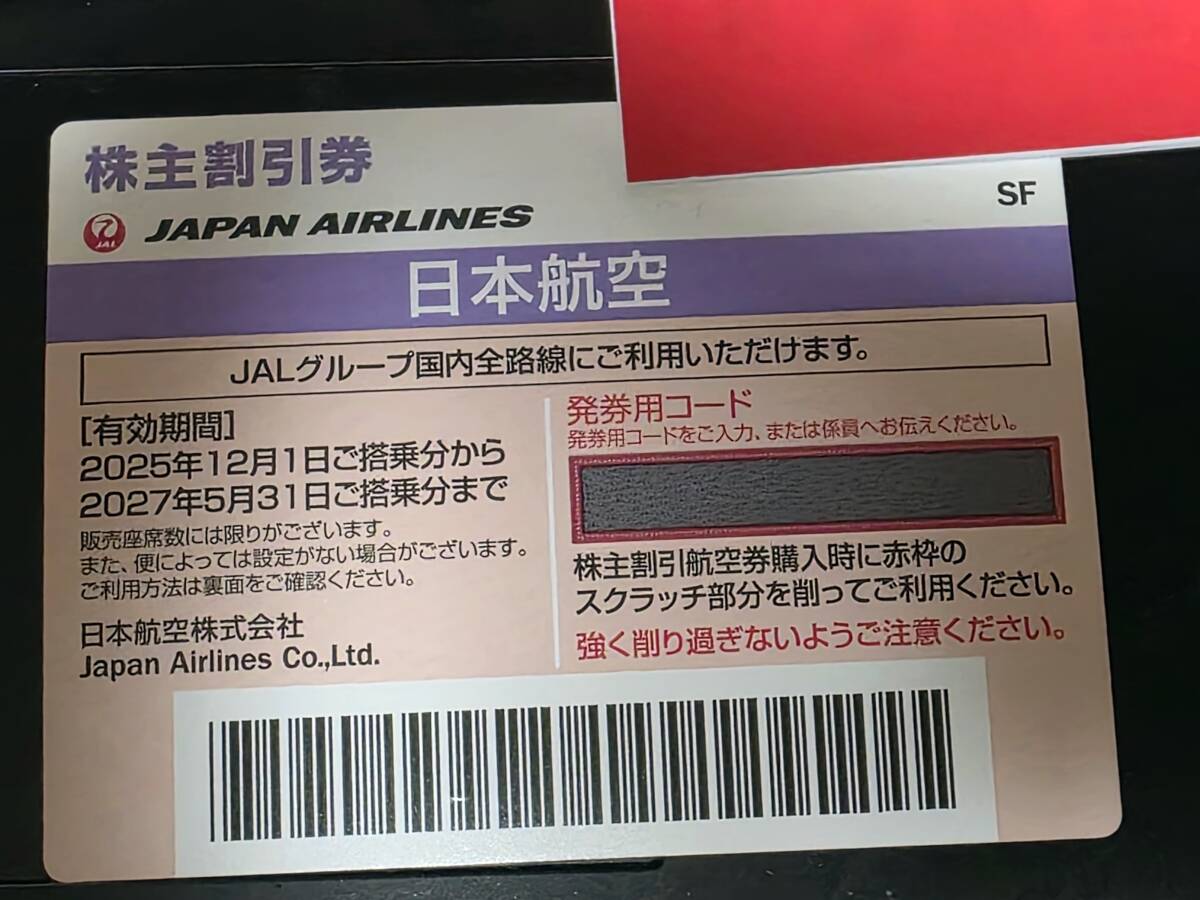 株主割引券
JAL JAPAN AIRLINES
SF
日本航空
JALグループ国内全路線にご利用いただけます。
[有効期間]
2025年12月1日ご搭乗分から
2027年5月31日ご搭乗分まで
販売座席数には限りがございます。
また、便によっては設定がない場合がございます。
ご利用方法は裏面をご確認ください。
日本航空株式会社
Japan Airlines Co.,Ltd.
発券用コード
発券用コードをご入力、または係員へお伝えください。
株主割引航空券購入時に赤枠の
スクラッチ部分を削ってご利用ください。
強く削り過ぎないようご注意ください。